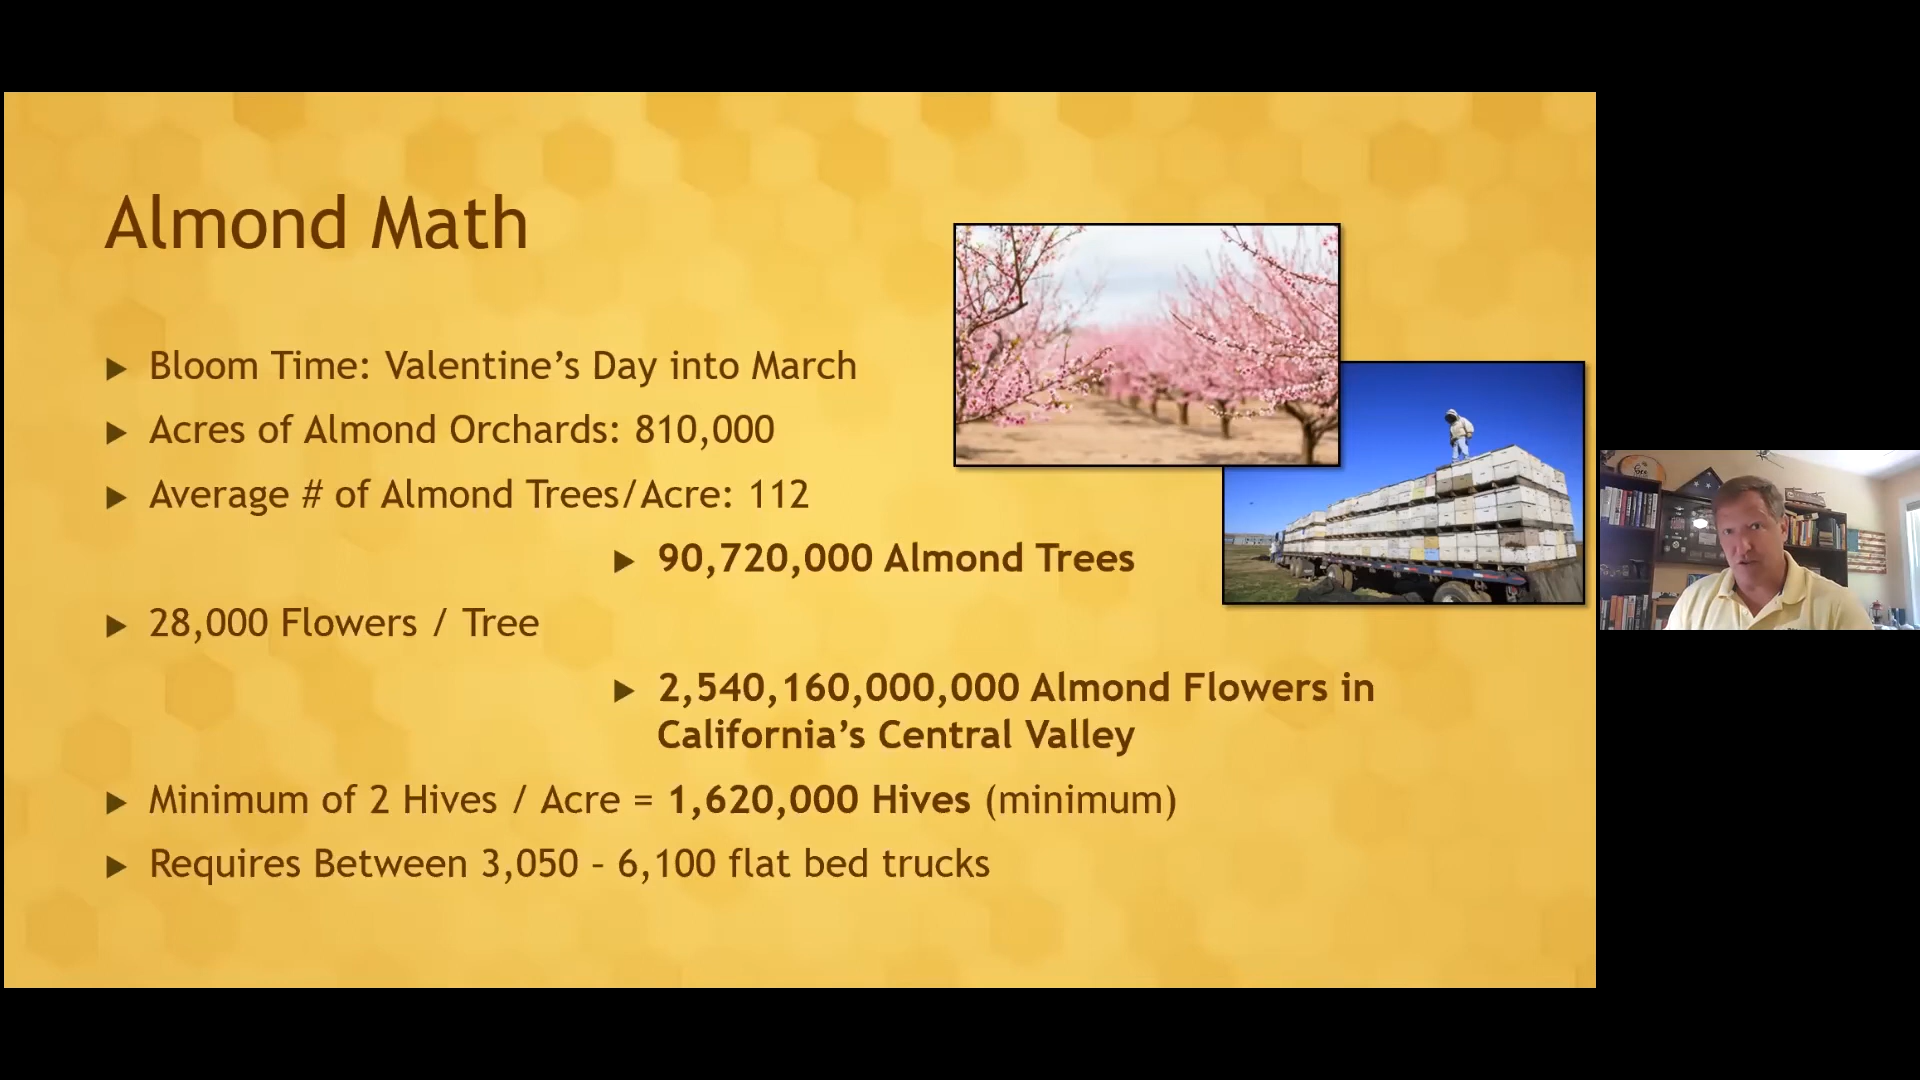 Almond Math
Bloom Time: Valentine’s Day into March
Acres of Almond Orchards: 810,000
Average # of Almond Trees/Acre: 112
90,720,000 Almond Trees
28,000 Flowers / Tree
2,540,160,000,000 Almond Flowers in
California’s Central Valley
Minimum of 2 Hives / Acre = 1,620,000 Hives (minimum)
Requires Between 3,050 – 6,100 flat bed trucks